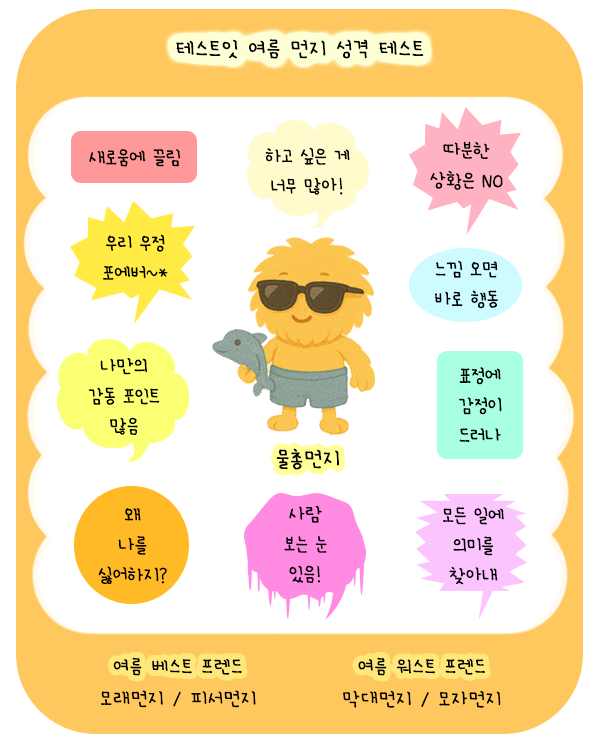 테스트잇 여름 먼지 성격 테스트
새로움에 끌림
하고 싶은 게
너무 많아!
따분한
상황은 NO
우리 우정
포에버~*
느낌 오면
바로 행동
나만의
감동 포인트
많음
표정에
감정이
드러나
물총먼지
왜
나를
싫어하지?
사람
보는 눈
있음!
모든 일에
의미를
찾아내
여름 베스트 프렌드
모래먼지 / 피서먼지
여름 워스트 프렌드
막대먼지 / 모자먼지